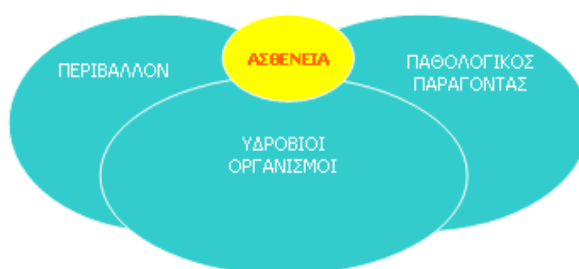 ΠΕΡΙΒΑΛΛΟΝ
ΑΣΘΕΝΕΙΑ
ΠΑΘΟΛΟΓΙΚΟΣ
ΠΑΡΑΓΟΝΤΑΣ
ΥΔΡΟΒΙΟΙ
ΟΡΓΑΝΙΣΜΟΙ